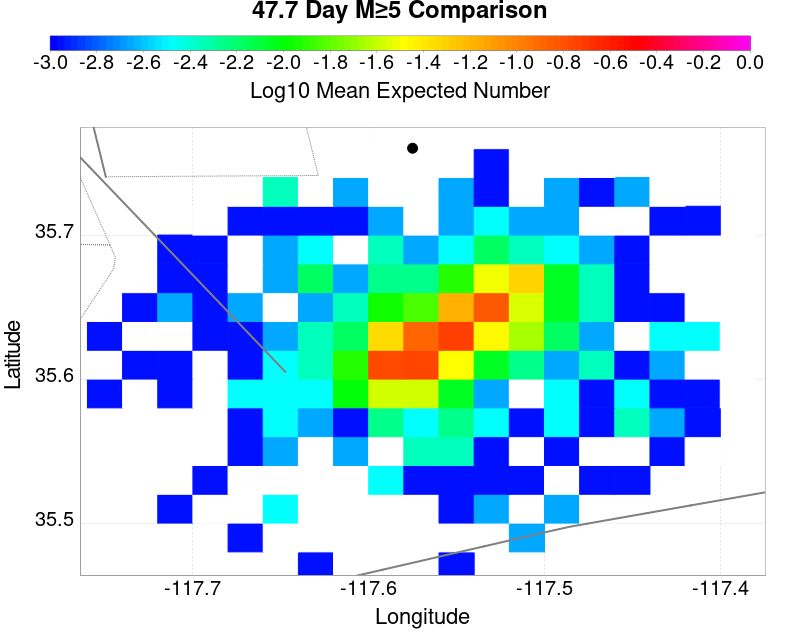 47.7 Day M≥5 Comparison
-3.0 -2.8 -2.6 -2.4 -2.2 -2.0 -1.8 -1.6 -1.4 -1.2 -1.0 -0.8 -0.6 -0.4 -0.2 0.0
Log10 Mean Expected Number
35.7
Latitude
35.6
35.5
-117.7 -117.6 -117.5 -117.4
Longitude